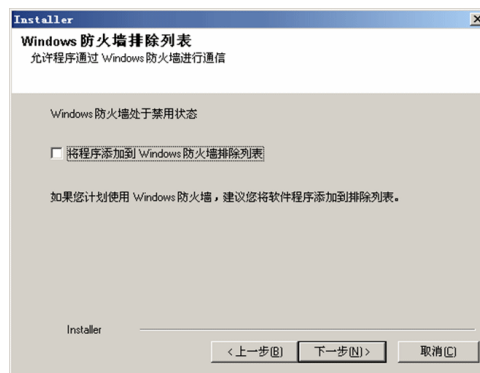 Installer
Windows 防火墙排除列表
允许程序通过 Windows 防火墙进行通信
Windows 防火墙处于禁用状态
将程序添加到 Windows 防火墙排除列表
如果您计划使用 Windows 防火墙，建议您将软件程序添加到排除列表。
Installer
<上一步(B) 下一步(N)> 取消(C)